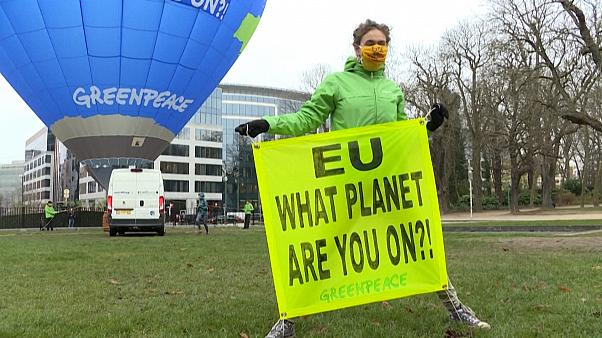 ON?!
GREENPEACE
EU
WHAT PLANET
ARE YOU ON?!
GREENPEACE